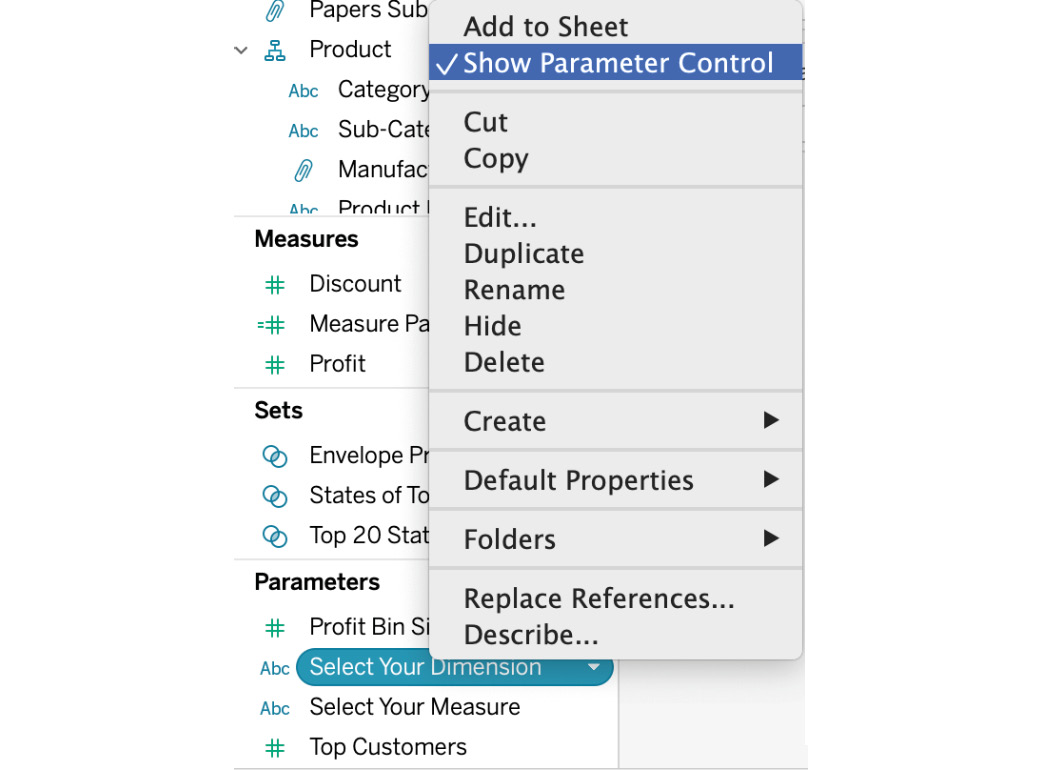 Papers Sub
Product
Abc Category
Abc Sub-Cate
Manufac
Abc Product
Measures
Discount
Measure Pa
Profit
Sets
Envelope Pr
States of To
Top 20 Stat
Parameters
Profit Bin Si
Abc Select Your Dimension
Abc Select Your Measure
Top Customers
Add to Sheet
✓ Show Parameter Control
Cut
Copy
Edit...
Duplicate
Rename
Hide
Delete
Create
Default Properties
Folders
Replace References...
Describe...